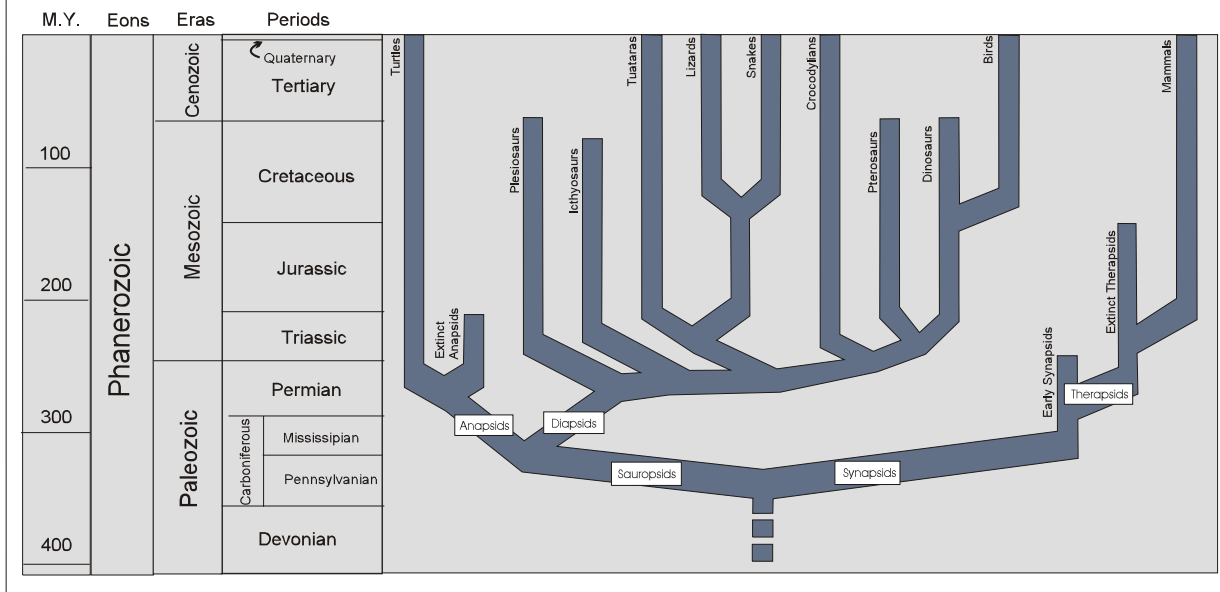 M.Y. Eons Eras Periods
Quaternary
Tertiary
Cenozoic
100
Cretaceous
Mesozoic
Jurassic
200
Triassic
Phanerozoic
Permian
300
Paleozoic
Carboniferous
Mississipian
Pennsylvanian
400
Devonian
Turtles
Extinct
Anapsids
Plesiosaurs
Icthyosaurs
Tuataras
Lizards
Snakes
Crocodylians
Pterosaurs
Dinosaurs
Birds
Early Synapsids
Extinct Therapsids
Mammals
Therapsids
Anapsids
Diapsids
Sauropsids
Synapsids